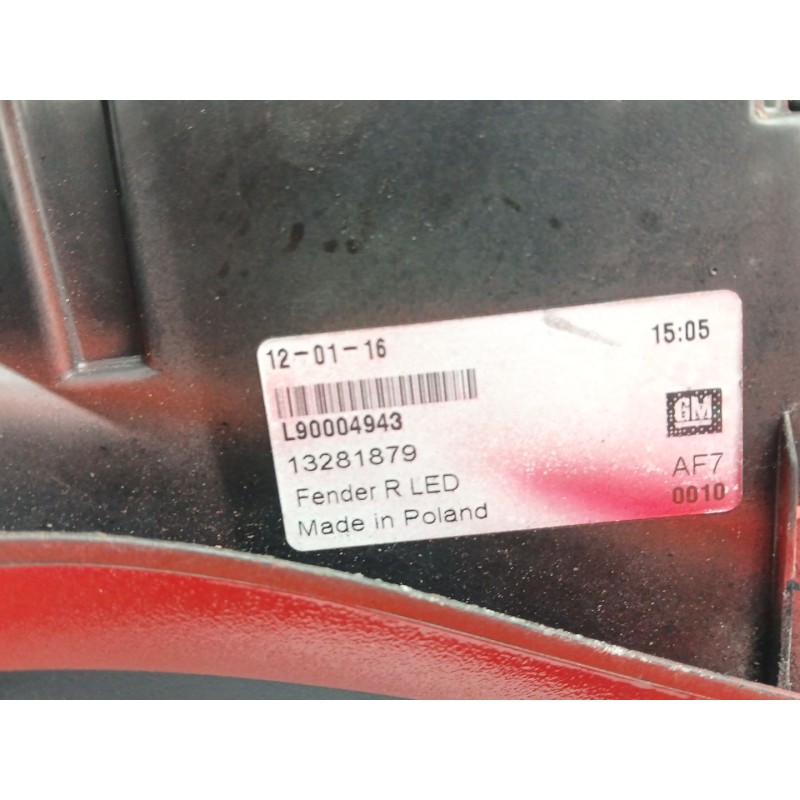 12-01-16 15:05
L90004943
GM
13281879
AF7
Fender R LED
0010
Made in Poland